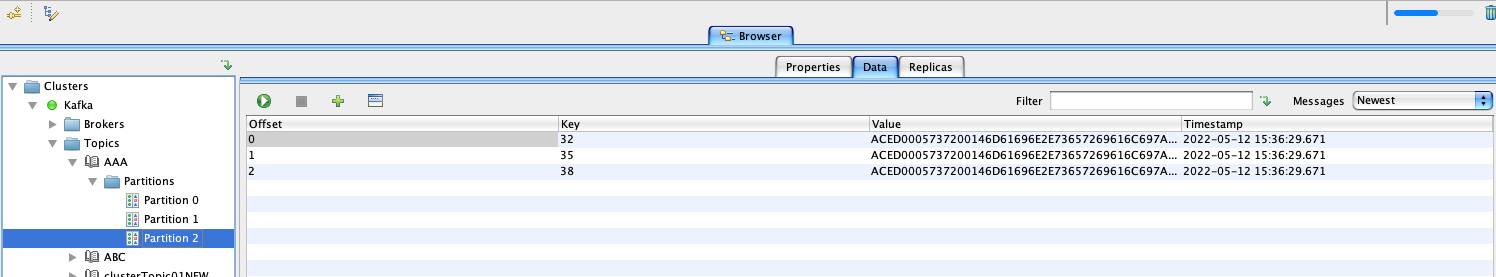 Browser
Properties Data Replicas
Clusters
Kafka
Brokers
Topics
AAA
Partitions
Partition 0
Partition 1
Partition 2
ABC
clusterTopic01NEW
Filter Messages Newest
Offset Key Value Timestamp
0 32 ACED0005737200146D61696E2E73657269616C697A... 2022-05-12 15:36:29.671
1 35 ACED0005737200146D61696E2E73657269616C697A... 2022-05-12 15:36:29.671
2 38 ACED0005737200146D61696E2E73657269616C697A... 2022-05-12 15:36:29.671